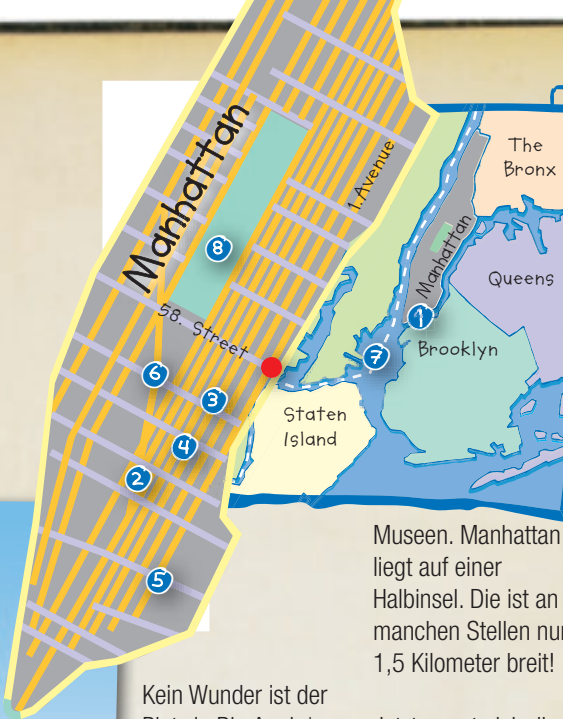 Manhattan
1. Avenue
58. Street
8
6
3
4
2
5
The
Bronx
Manhattan
Queens
1
7
Brooklyn
Staten
Island
Museen. Manhattan
liegt auf einer
Halbinsel. Die ist an
manchen Stellen nur
1,5 Kilometer breit!
Kein Wunder ist der